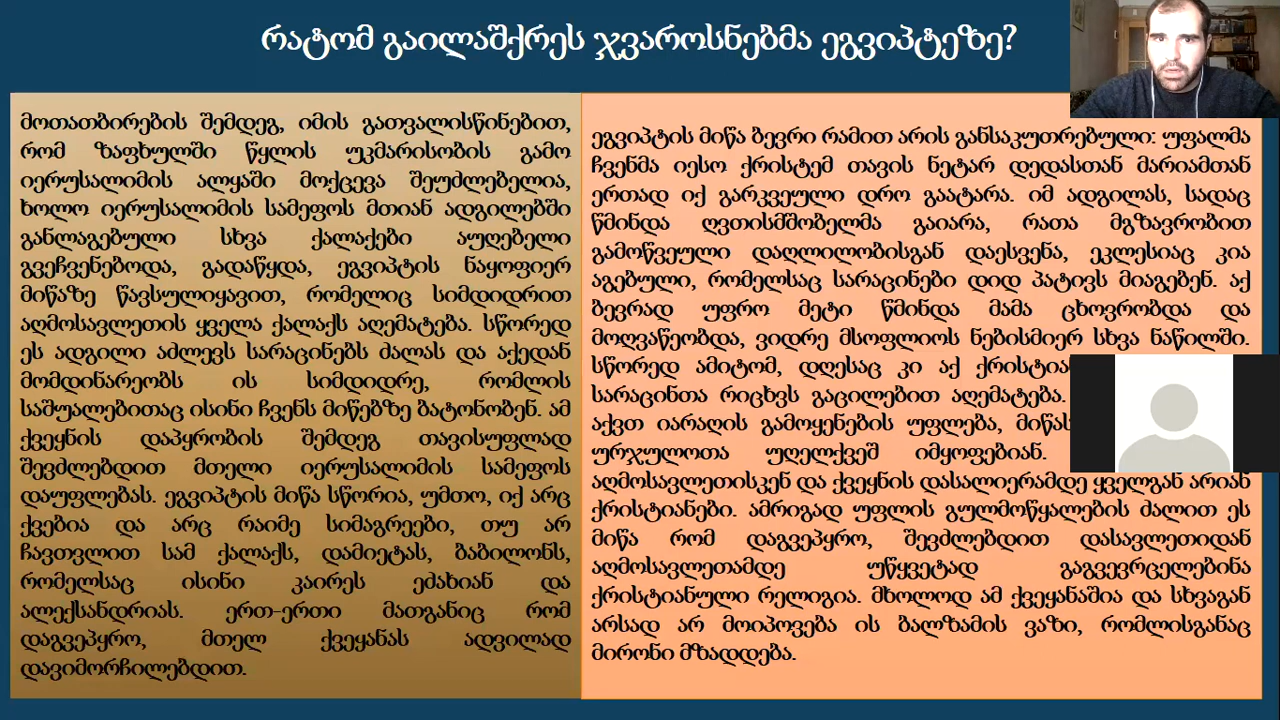 რატომ გაილაშქრეს ჯვაროსნებმა ეგვიპტეზე?
მოთათბირების შემდეგ, იმის გათვალისწინებით,
რომ ზაფხულში წყლის უკმარისობის გამო
იერუსალიმის ალყაში მოქცევა შეუძლებელია,
ხოლო იერუსალიმის სამეფოს მთიან ადგილებში
განლაგებული სხვა ქალაქები აუღებელი
გვეჩვენებოდა, გადაწყდა, ეგვიპტის ნაყოფიერ
მიწაზე წავსულიყავით, რომელიც სიმდიდრით
აღმოსავლეთის ყველა ქალაქს აღემატება. სწორედ
ეს ადგილი აძლევს სარაცინებს ძალას და აქედან
მომდინარეობს ის სიმდიდრე, რომლის
საშუალებითაც ისინი ჩვენს მიწებზე ბატონობენ. ამ
ქვეყნის დაპყრობის შემდეგ თავისუფლად
შევძლებდით მთელი იერუსალიმის სამეფოს
დაუფლებას. ეგვიპტის მიწა სწორია, უმთო, იქ არც
ქვებია და არც რაიმე სიმაგრეები, თუ არ
ჩავთვლით სამ ქალაქს, დამიეტას, ბაბილონს,
რომელსაც ისინი კაირეს ეძახიან და
ალექსანდრიას. ერთ-ერთი მათგანიც რომ
დაგვეპყრო, მთელ ქვეყანას ადვილად
დავიმორჩილებდით.
ეგვიპტის მიწა ბევრი რამით არის განსაკუთრებული: უფალმა
ჩვენმა იესო ქრისტემ თავის ნეტარ დედასთან მარიამთან
ერთად იქ გარკვეული დრო გაატარა. იმ ადგილას, სადაც
წმინდა ღვთისმშობელმა გაიარა, რათა მგზავრობით
გამოწვეული დაღლილობისგან დაესვენა, ეკლესიაც კია
აგებული, რომელსაც სარაცინები დიდ პატივს მიაგებენ. აქ
ბევრად უფრო მეტი წმინდა მამა ცხოვრობდა და
მოღვაწეობდა, ვიდრე მსოფლიოს ნებისმიერ სხვა ნაწილში.
სწორედ ამიტომ, დღესაც კი აქ
სარაცინთა რიცხვს გაცილებით აღემატება.
აქვთ იარაღის გამოყენების უფლება,
ურჯულოთა უღელქვეშ იმყოფებიან.
აღმოსავლეთისკენ და ქვეყნის დასალიერამდე ყველგან არიან
ქრისტიანები. ამრიგად უფლის გულმოწყალების ძალით ეს
მიწა რომ დაგვეპყრო, შევძლებდით დასავლეთიდან
აღმოსავლეთამდე უწყვეტად გაგვევრცელებინა
ქრისტიანული რელიგია. მხოლოდ ამ ქვეყანაშია და სხვაგან
არსად არ მოიპოვება ის ბალზამის ვაზი, რომლისგანაც
მირონი მზადდება.